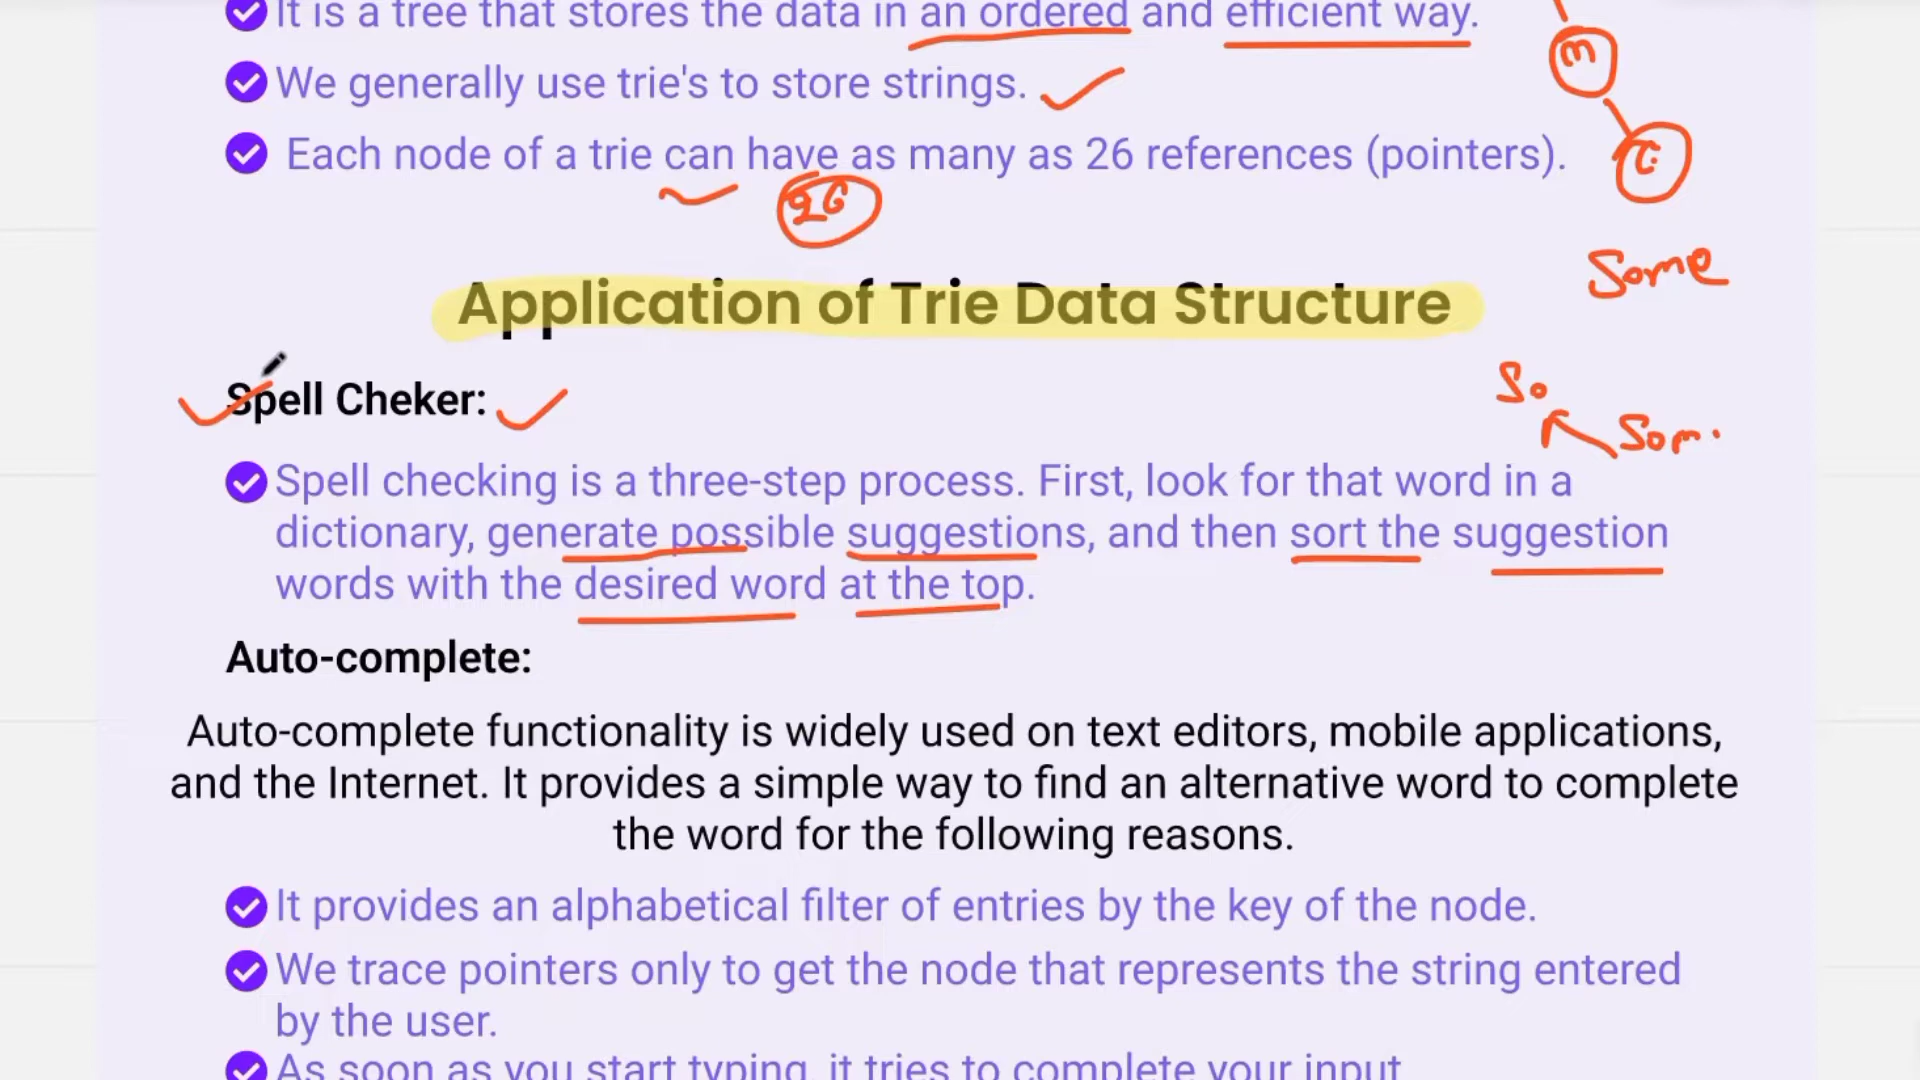 It is a tree that stores the data in an ordered and efficient way.
m
We generally use trie's to store strings.
Each node of a trie can have as many as 26 references (pointers).
26
Some
Application of Trie Data Structure
So
Spell Cheker:
Som.
Spell checking is a three-step process. First, look for that word in a
dictionary, generate possible suggestions, and then sort the suggestion
words with the desired word at the top.
Auto-complete:
Auto-complete functionality is widely used on text editors, mobile applications,
and the Internet. It provides a simple way to find an alternative word to complete
the word for the following reasons.
It provides an alphabetical filter of entries by the key of the node.
We trace pointers only to get the node that represents the string entered
by the user.
As soon as you start typing, it tries to complete your input